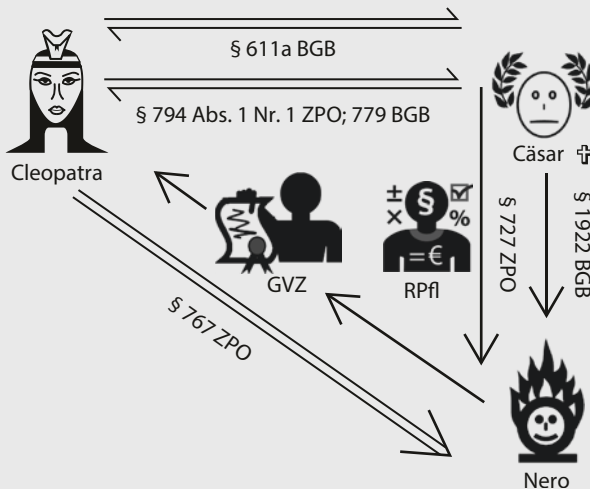 § 611a BGB
§ 794 Abs. 1 Nr. 1 ZPO; 779 BGB
Cleopatra
Cäsar ✞
± § ☑
× %
= €
GVZ
RPfl
§ 727 ZPO
§ 1922 BGB
§ 767 ZPO
Nero